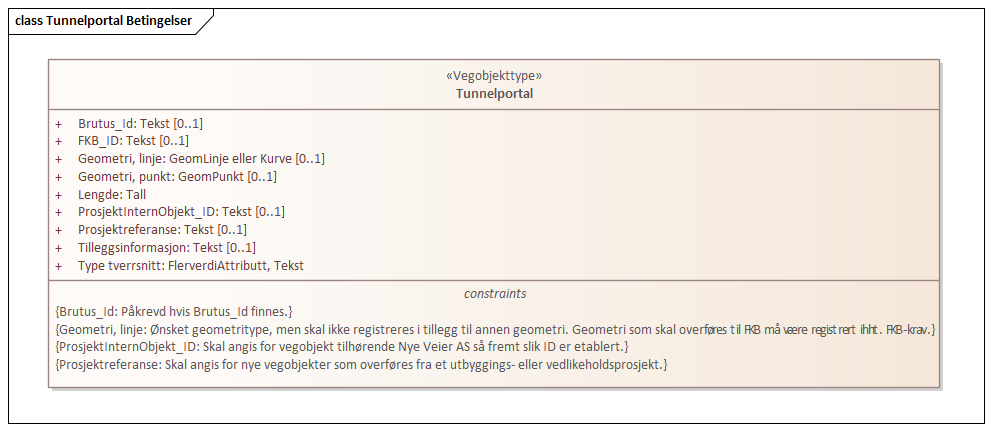 class Tunnelportal Betingelser
«Vegobjekttype»
Tunnelportal
+ Brutus_Id: Tekst [0..1]
+ FKB_ID: Tekst [0..1]
+ Geometri, linje: GeomLinje eller Kurve [0..1]
+ Geometri, punkt: GeomPunkt [0..1]
+ Lengde: Tall
+ ProsjektInternObjekt_ID: Tekst [0..1]
+ Prosjektreferanse: Tekst [0..1]
+ Tilleggsinformasjon: Tekst [0..1]
+ Type tverrsnitt: FlerverdiAttributt, Tekst
constraints
{Brutus_Id: Påkrevd hvis Brutus_Id finnes.}
{Geometri, linje: Ønsket geometritype, men skal ikke registreres i tillegg til annen geometri. Geometri som skal overføres til FKB må være registrert ihht. FKB-krav.}
{ProsjektInternObjekt_ID: Skal angis for vegobjekt tilhørende Nye Veier AS så fremt slik ID er etablert.}
{Prosjektreferanse: Skal angis for nye vegobjekter som overføres fra et utbyggings- eller vedlikeholdsprosjekt.}